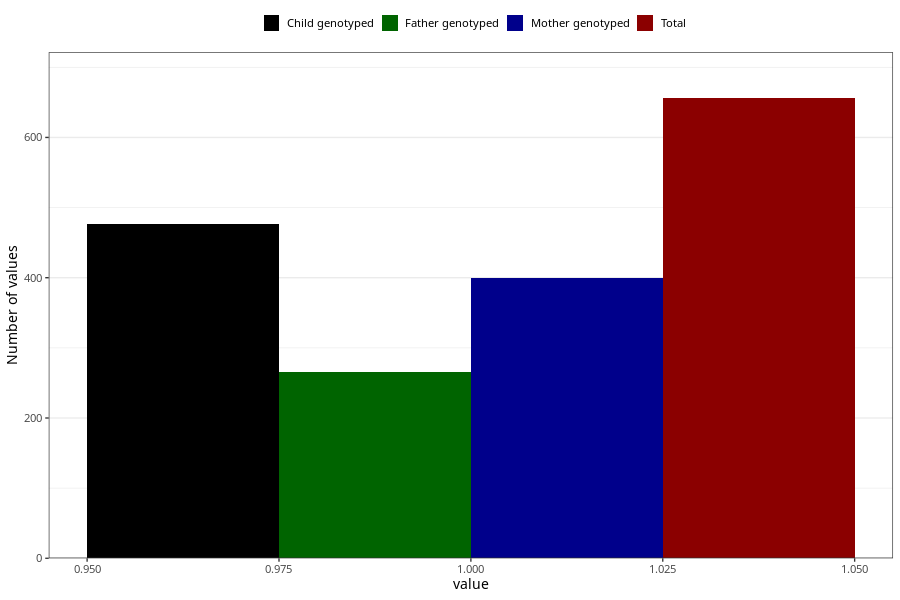 Child genotyped Father genotyped Mother genotyped Total
Number of values
600
400
200
0
0.950 0.975 1.000 1.025 1.050
value